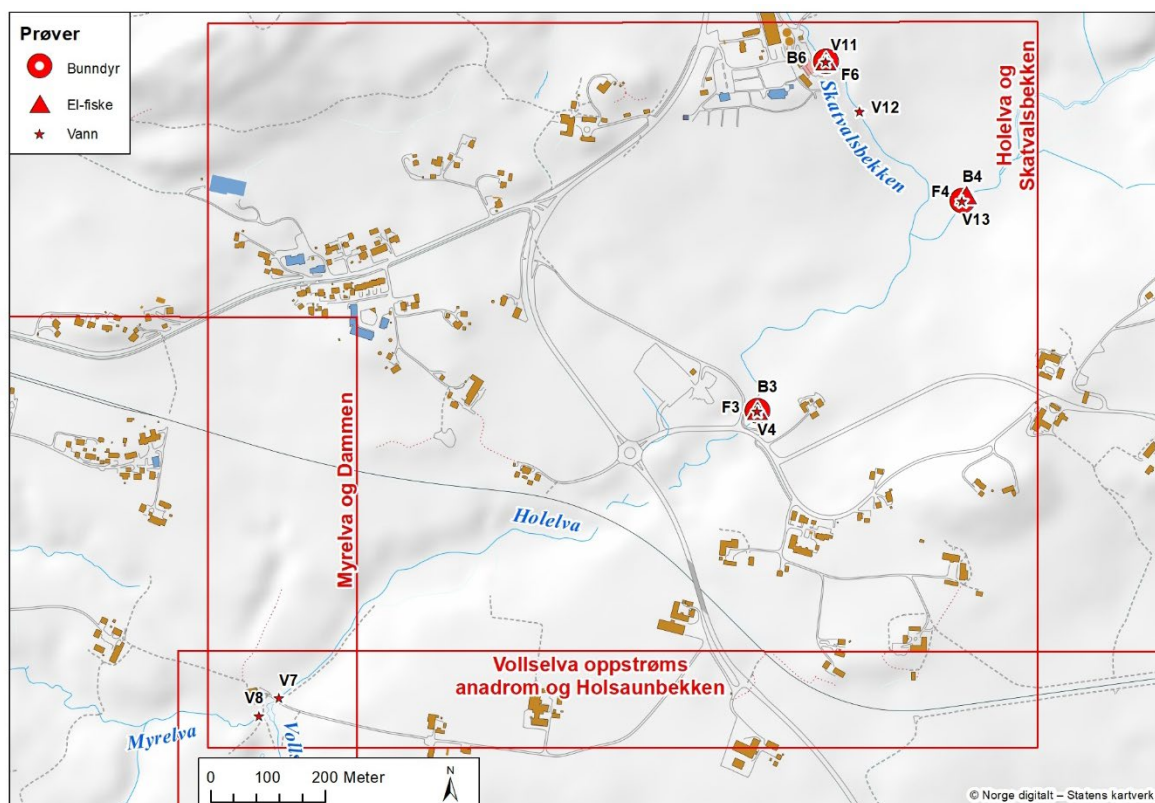 Prøver
Bunndyr
El-fiske
Vann
V11
B6
F6
V12
Skatvalsbekken
Holelva og
Skatvalsbekken
B4
F4
V13
B3
F3
V4
Myrelva og Dammen
Holelva
Vollselva oppstrøms
anadrom og Holsaunbekken
V7
V8
Myrelva
Volls
0 100 200 Meter
N
© Norge digitalt – Statens kartverk